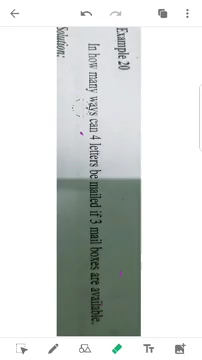 Example 20
In how many ways can 4 letters be mailed if 3 mail boxes are available.
Solution: